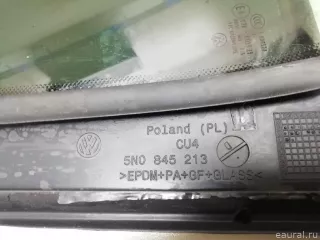 Poland (PL)
CU4
5N0 845 213
>EPDM+PA+GF+GLASS<
eaural.ru